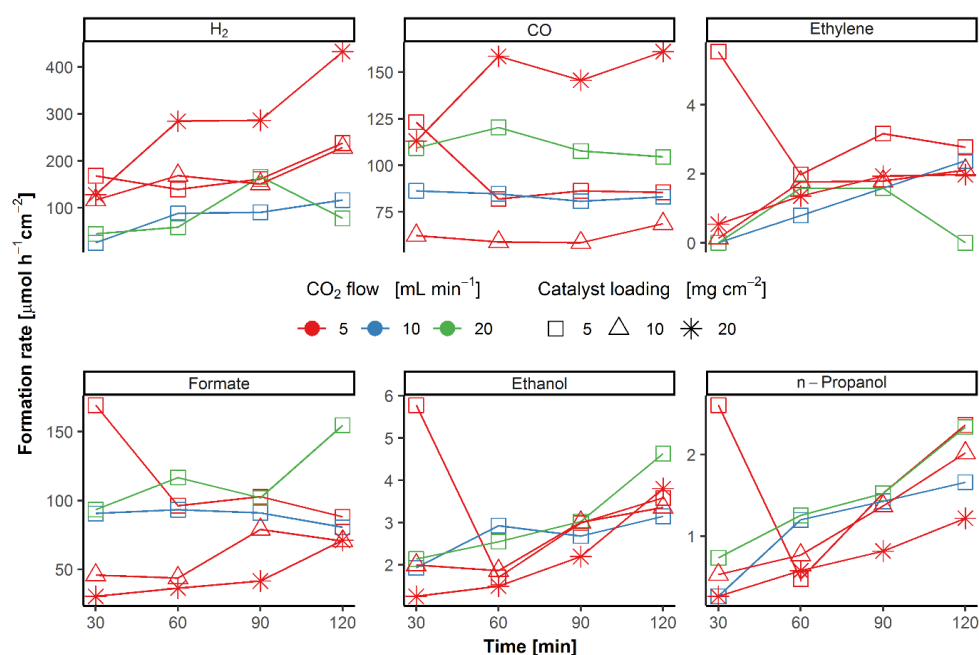 H₂
CO
Ethylene
400
300
200
100
150
125
100
75
4
2
0
Formation rate [μmol h⁻¹ cm⁻²]
CO₂ flow [mL min⁻¹]
Catalyst loading [mg cm⁻²]
5 10 20
5 10 20
Formate
Ethanol
n − Propanol
150
100
50
6
5
4
3
2
2
1
30 60 90 120
30 60 90 120
30 60 90 120
Time [min]